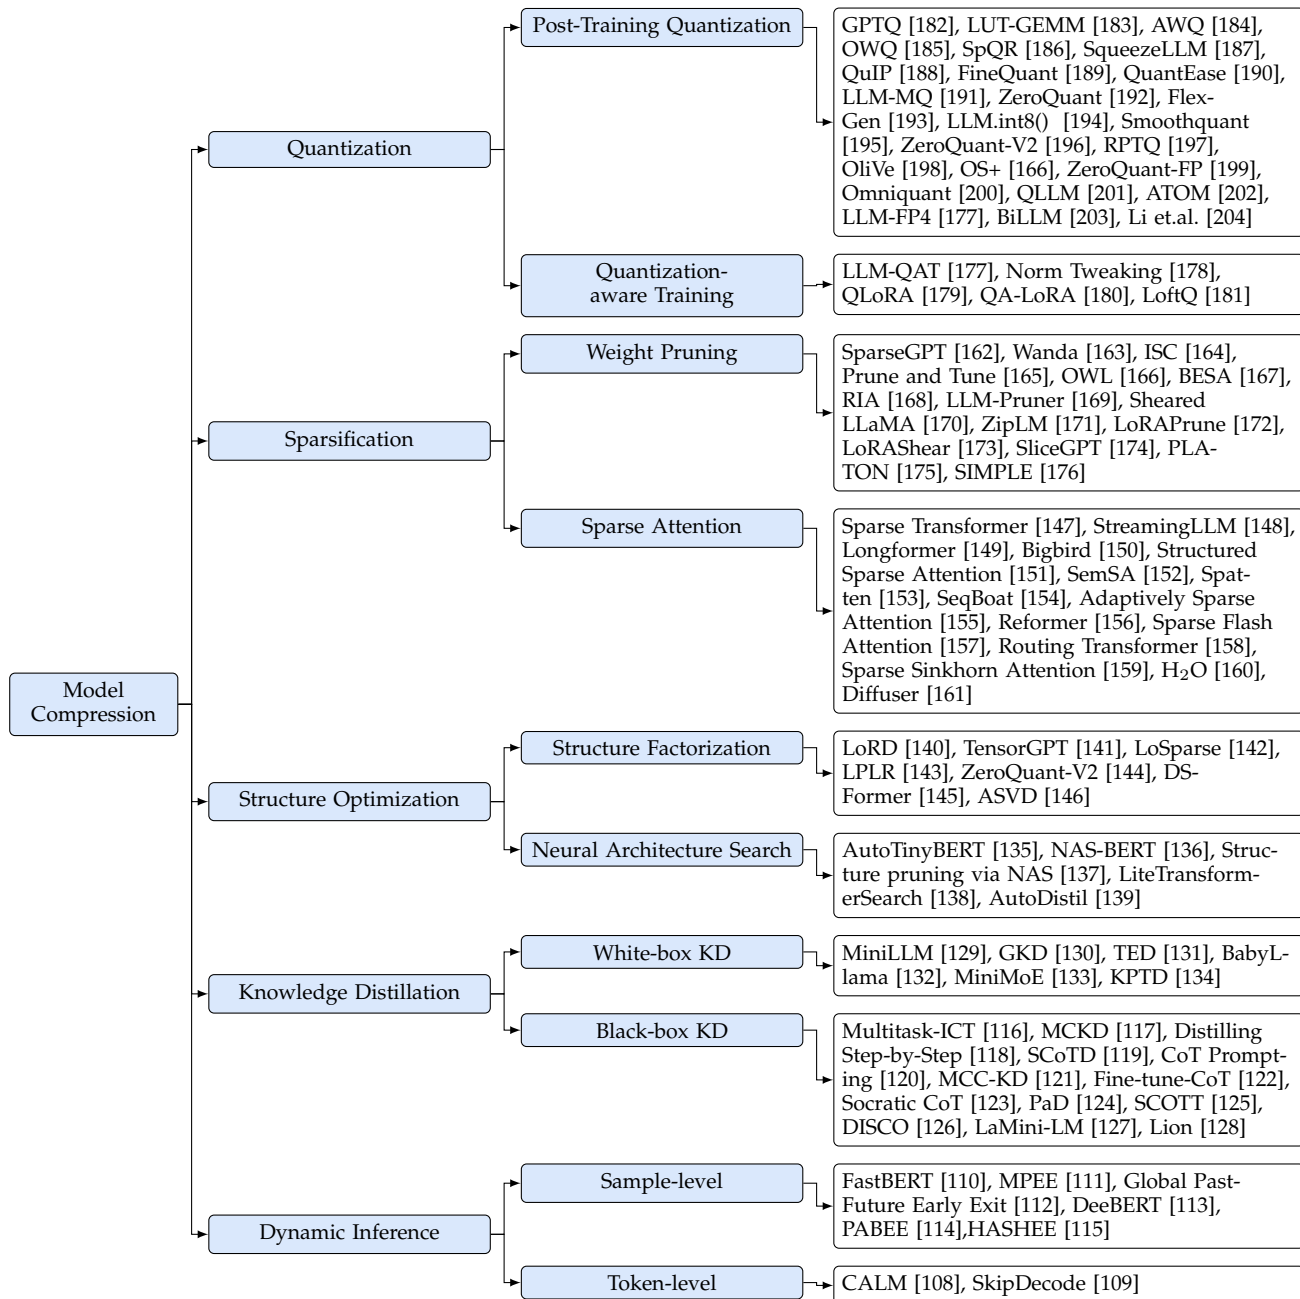 Post-Training Quantization
GPTQ [182], LUT-GEMM [183], AWQ [184],
OWQ [185], SpQR [186], SqueezeLLM [187],
QuIP [188], FineQuant [189], QuantEase [190],
LLM-MQ [191], ZeroQuant [192], Flex-
Gen [193], LLM.int8() [194], Smoothquant
[195], ZeroQuant-V2 [196], RPTQ [197],
OliVe [198], OS+ [166], ZeroQuant-FP [199],
Omniquant [200], QLLM [201], ATOM [202],
LLM-FP4 [177], BiLLM [203], Li et.al. [204]
Quantization
Quantization-
aware Training
LLM-QAT [177], Norm Tweaking [178],
QLoRA [179], QA-LoRA [180], LoftQ [181]
Weight Pruning
SparseGPT [162], Wanda [163], ISC [164],
Prune and Tune [165], OWL [166], BESA [167],
RIA [168], LLM-Pruner [169], Sheared
LLaMA [170], ZipLM [171], LoRAPrune [172],
LoRAShear [173], SliceGPT [174], PLA-
TON [175], SIMPLE [176]
Sparsification
Sparse Attention
Sparse Transformer [147], StreamingLLM [148],
Longformer [149], Bigbird [150], Structured
Sparse Attention [151], SemSA [152], Spat-
ten [153], SeqBoat [154], Adaptively Sparse
Attention [155], Reformer [156], Sparse Flash
Attention [157], Routing Transformer [158],
Sparse Sinkhorn Attention [159], H₂O [160],
Diffuser [161]
Model
Compression
Structure Factorization
LoRD [140], TensorGPT [141], LoSparse [142],
LPLR [143], ZeroQuant-V2 [144], DS-
Former [145], ASVD [146]
Structure Optimization
Neural Architecture Search
AutoTinyBERT [135], NAS-BERT [136], Struc-
ture pruning via NAS [137], LiteTransform-
erSearch [138], AutoDistil [139]
White-box KD
MiniLLM [129], GKD [130], TED [131], BabyL-
lama [132], MiniMoE [133], KPTD [134]
Knowledge Distillation
Black-box KD
Multitask-ICT [116], MCKD [117], Distilling
Step-by-Step [118], SCoTD [119], CoT Prompt-
ing [120], MCC-KD [121], Fine-tune-CoT [122],
Socratic CoT [123], PaD [124], SCOTT [125],
DISCO [126], LaMini-LM [127], Lion [128]
Sample-level
FastBERT [110], MPEE [111], Global Past-
Future Early Exit [112], DeeBERT [113],
PABEE [114],HASHEE [115]
Dynamic Inference
Token-level
CALM [108], SkipDecode [109]